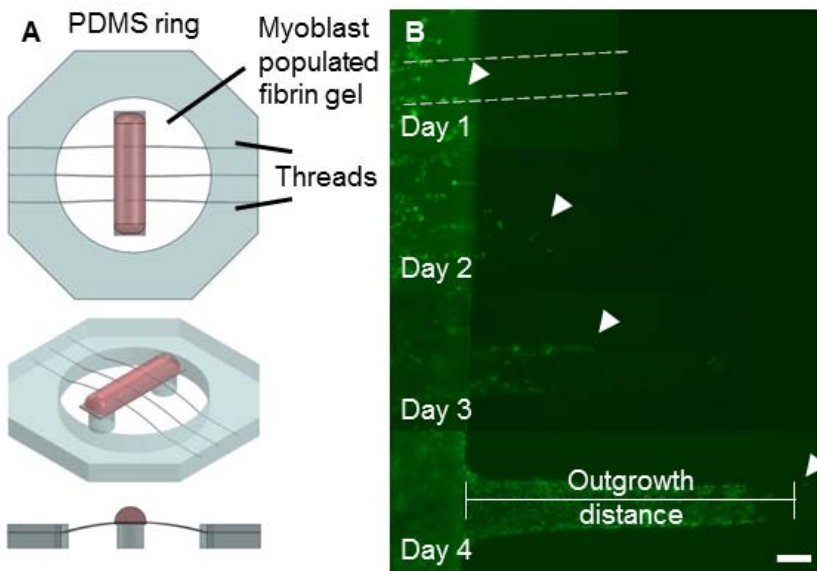 A
PDMS ring
Myoblast
populated
fibrin gel
Threads
B
Day 1
Day 2
Day 3
Outgrowth
distance
Day 4